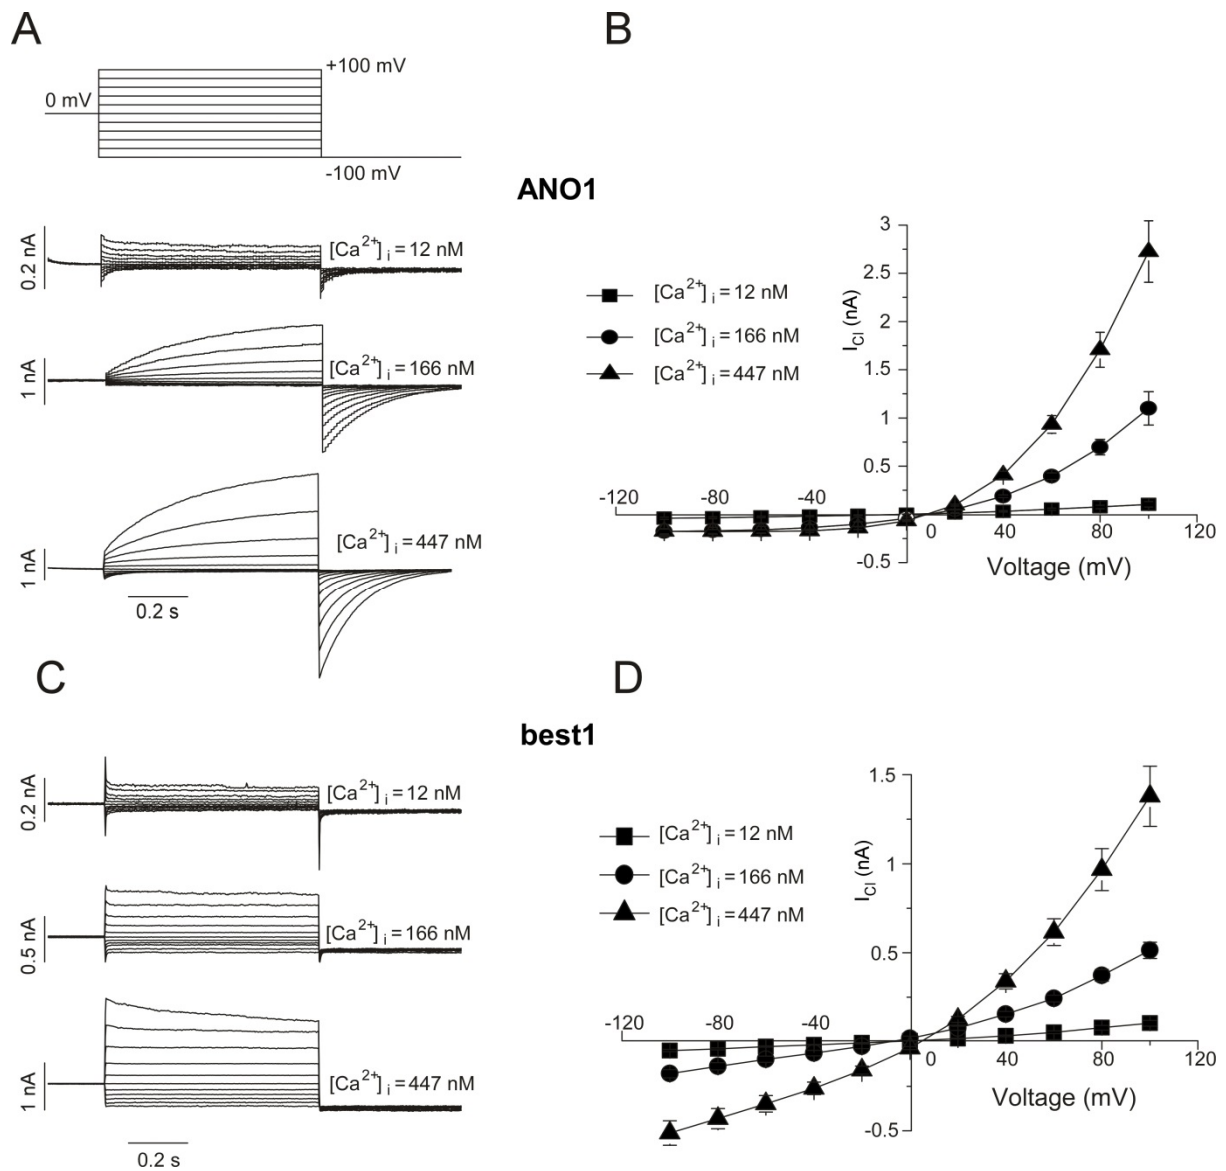 A
B
+100 mV
0 mV
-100 mV
ANO1
0.2 nA
[Ca²⁺] i = 12 nM
1 nA
[Ca²⁺] i = 166 nM
1 nA
[Ca²⁺] i = 447 nM
0.2 s
[Ca²⁺] i = 12 nM
[Ca²⁺] i = 166 nM
[Ca²⁺] i = 447 nM
I Cl (nA)
3
2.5
2
1.5
1
0.5
-0.5
-120
-80
-40
0
40
80
120
Voltage (mV)
C
D
best1
0.2 nA
[Ca²⁺] i = 12 nM
0.5 nA
[Ca²⁺] i = 166 nM
1 nA
[Ca²⁺] i = 447 nM
0.2 s
[Ca²⁺] i = 12 nM
[Ca²⁺] i = 166 nM
[Ca²⁺] i = 447 nM
I Cl (nA)
1.5
1
0.5
-0.5
-120
-80
-40
0
40
80
120
Voltage (mV)